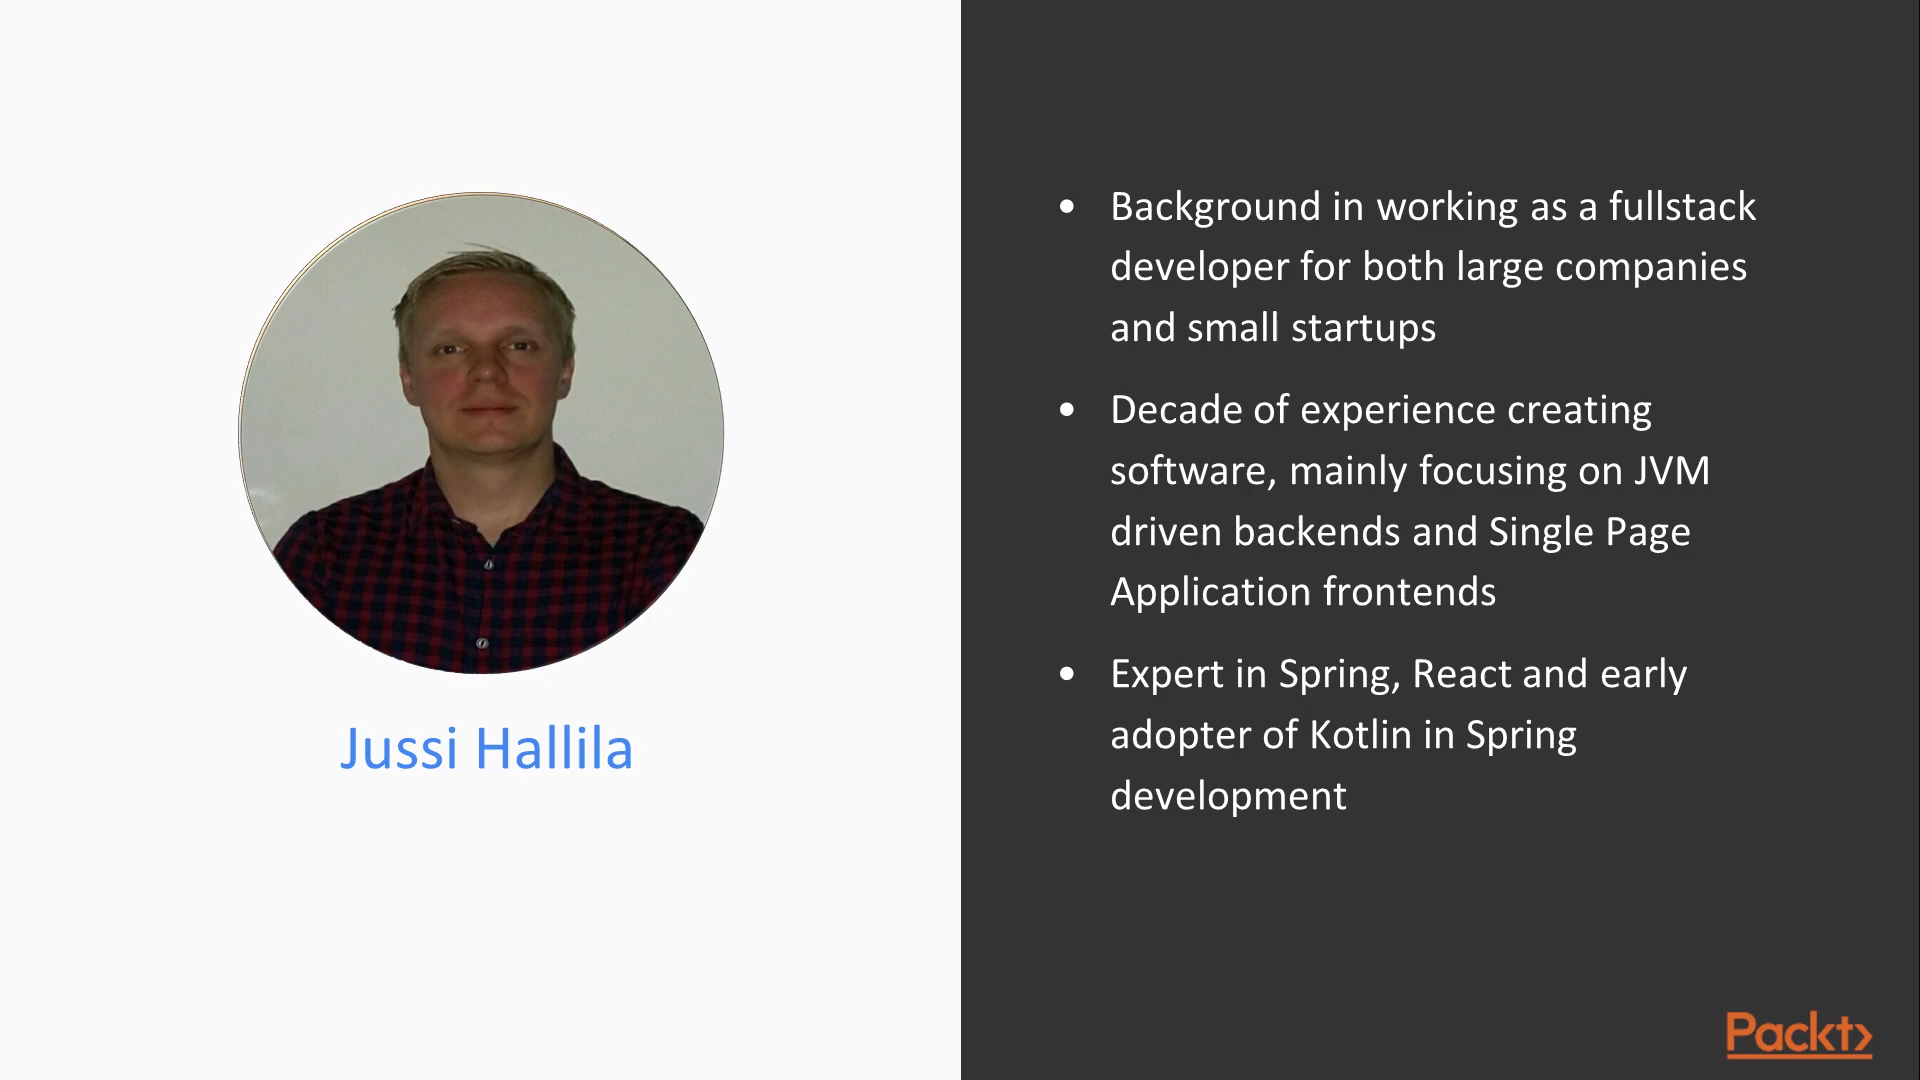 Jussi Hallila
• Background in working as a fullstack
developer for both large companies
and small startups
• Decade of experience creating
software, mainly focusing on JVM
driven backends and Single Page
Application frontends
• Expert in Spring, React and early
adopter of Kotlin in Spring
development
Packt